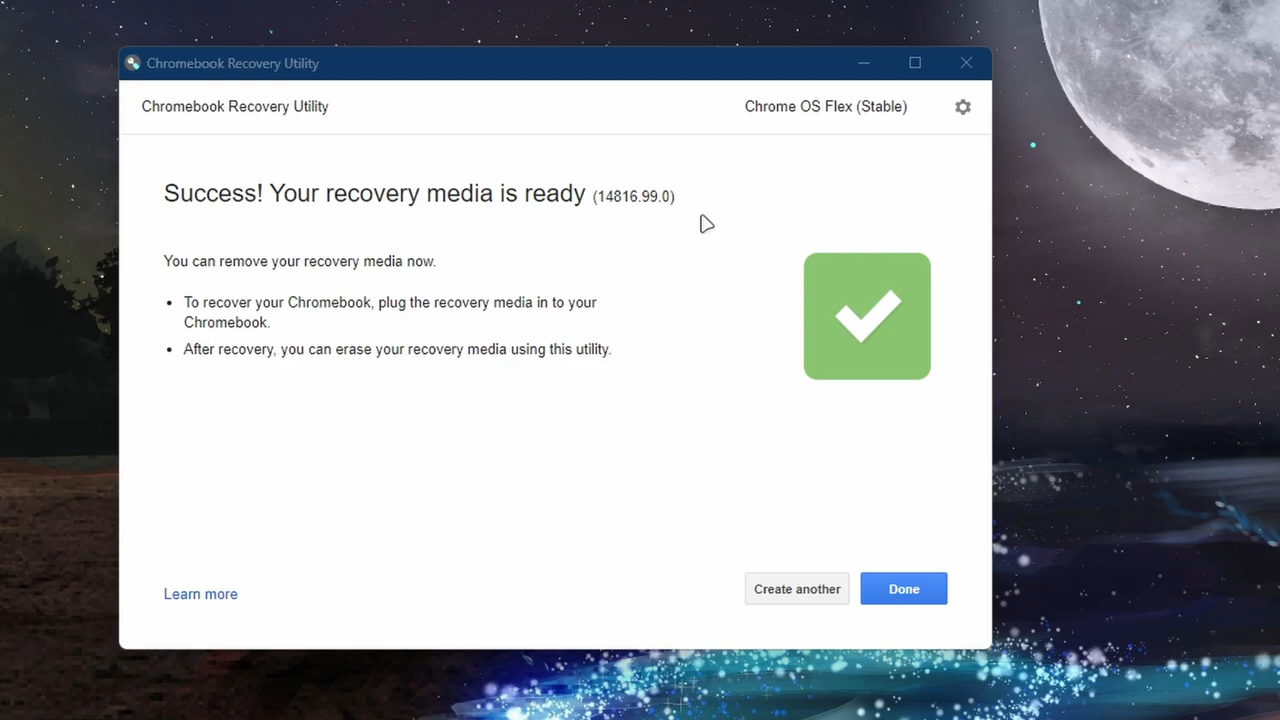 Chromebook Recovery Utility
Chromebook Recovery Utility
Chrome OS Flex (Stable)
Success! Your recovery media is ready (14816.99.0)
You can remove your recovery media now.
• To recover your Chromebook, plug the recovery media in to your
Chromebook.
• After recovery, you can erase your recovery media using this utility.
Learn more
Create another
Done